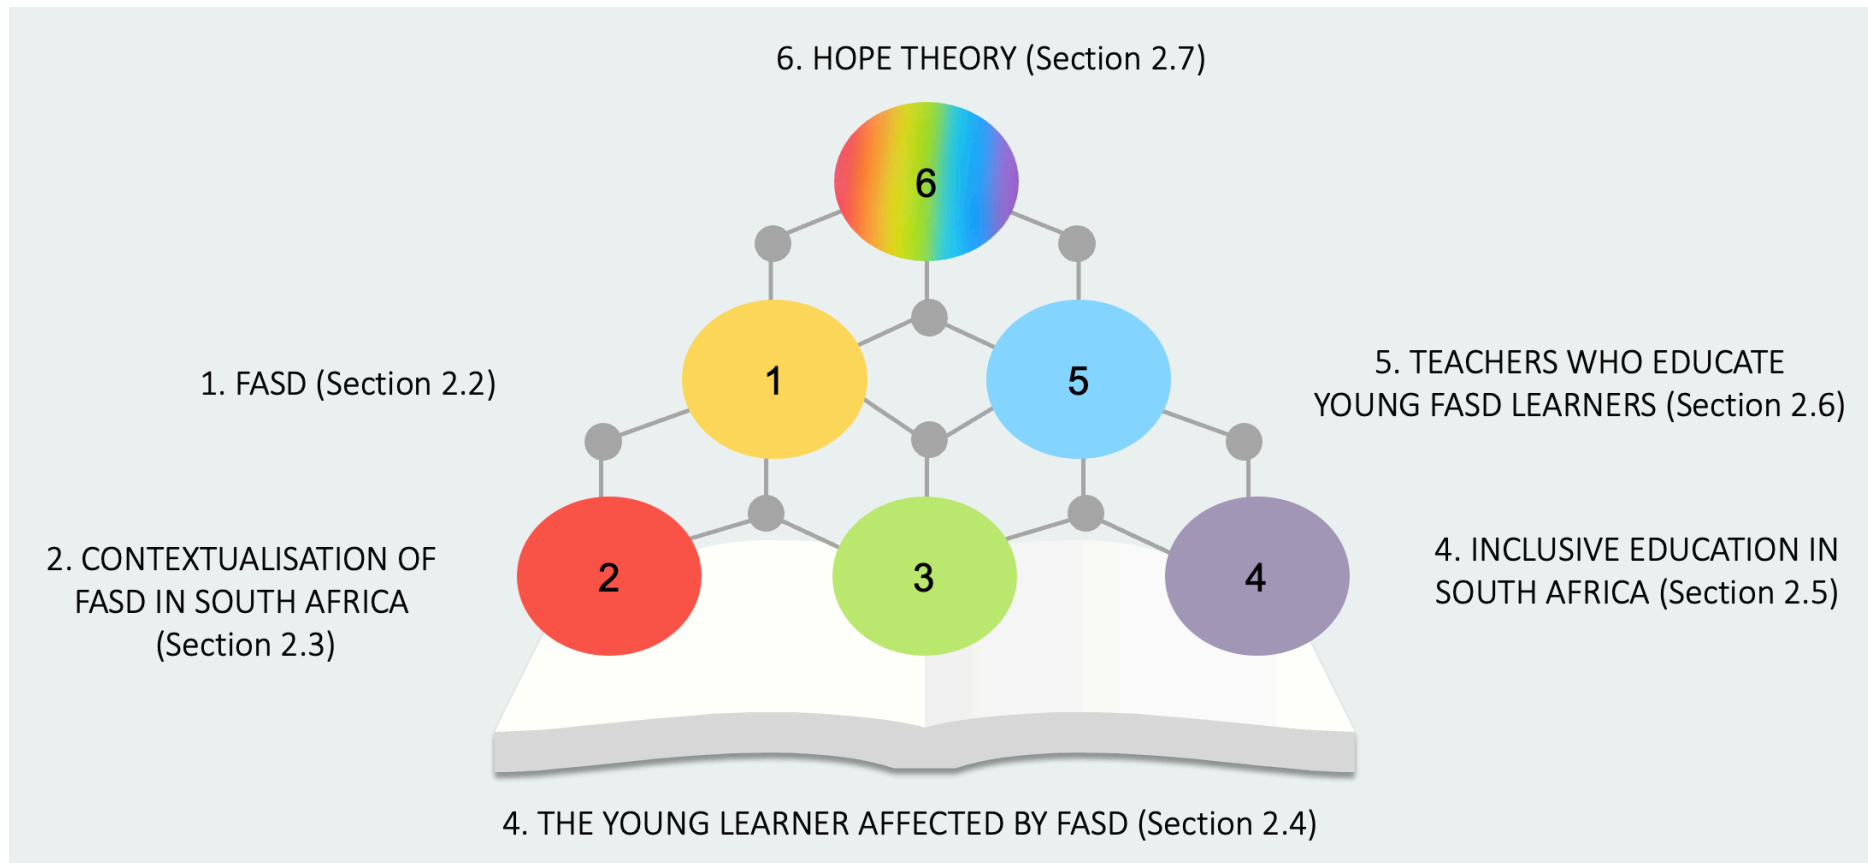 6. HOPE THEORY (Section 2.7)
6
1. FASD (Section 2.2)
1
5
5. TEACHERS WHO EDUCATE
YOUNG FASD LEARNERS (Section 2.6)
2. CONTEXTUALISATION OF
FASD IN SOUTH AFRICA
(Section 2.3)
2
3
4
4. INCLUSIVE EDUCATION IN
SOUTH AFRICA (Section 2.5)
4. THE YOUNG LEARNER AFFECTED BY FASD (Section 2.4)